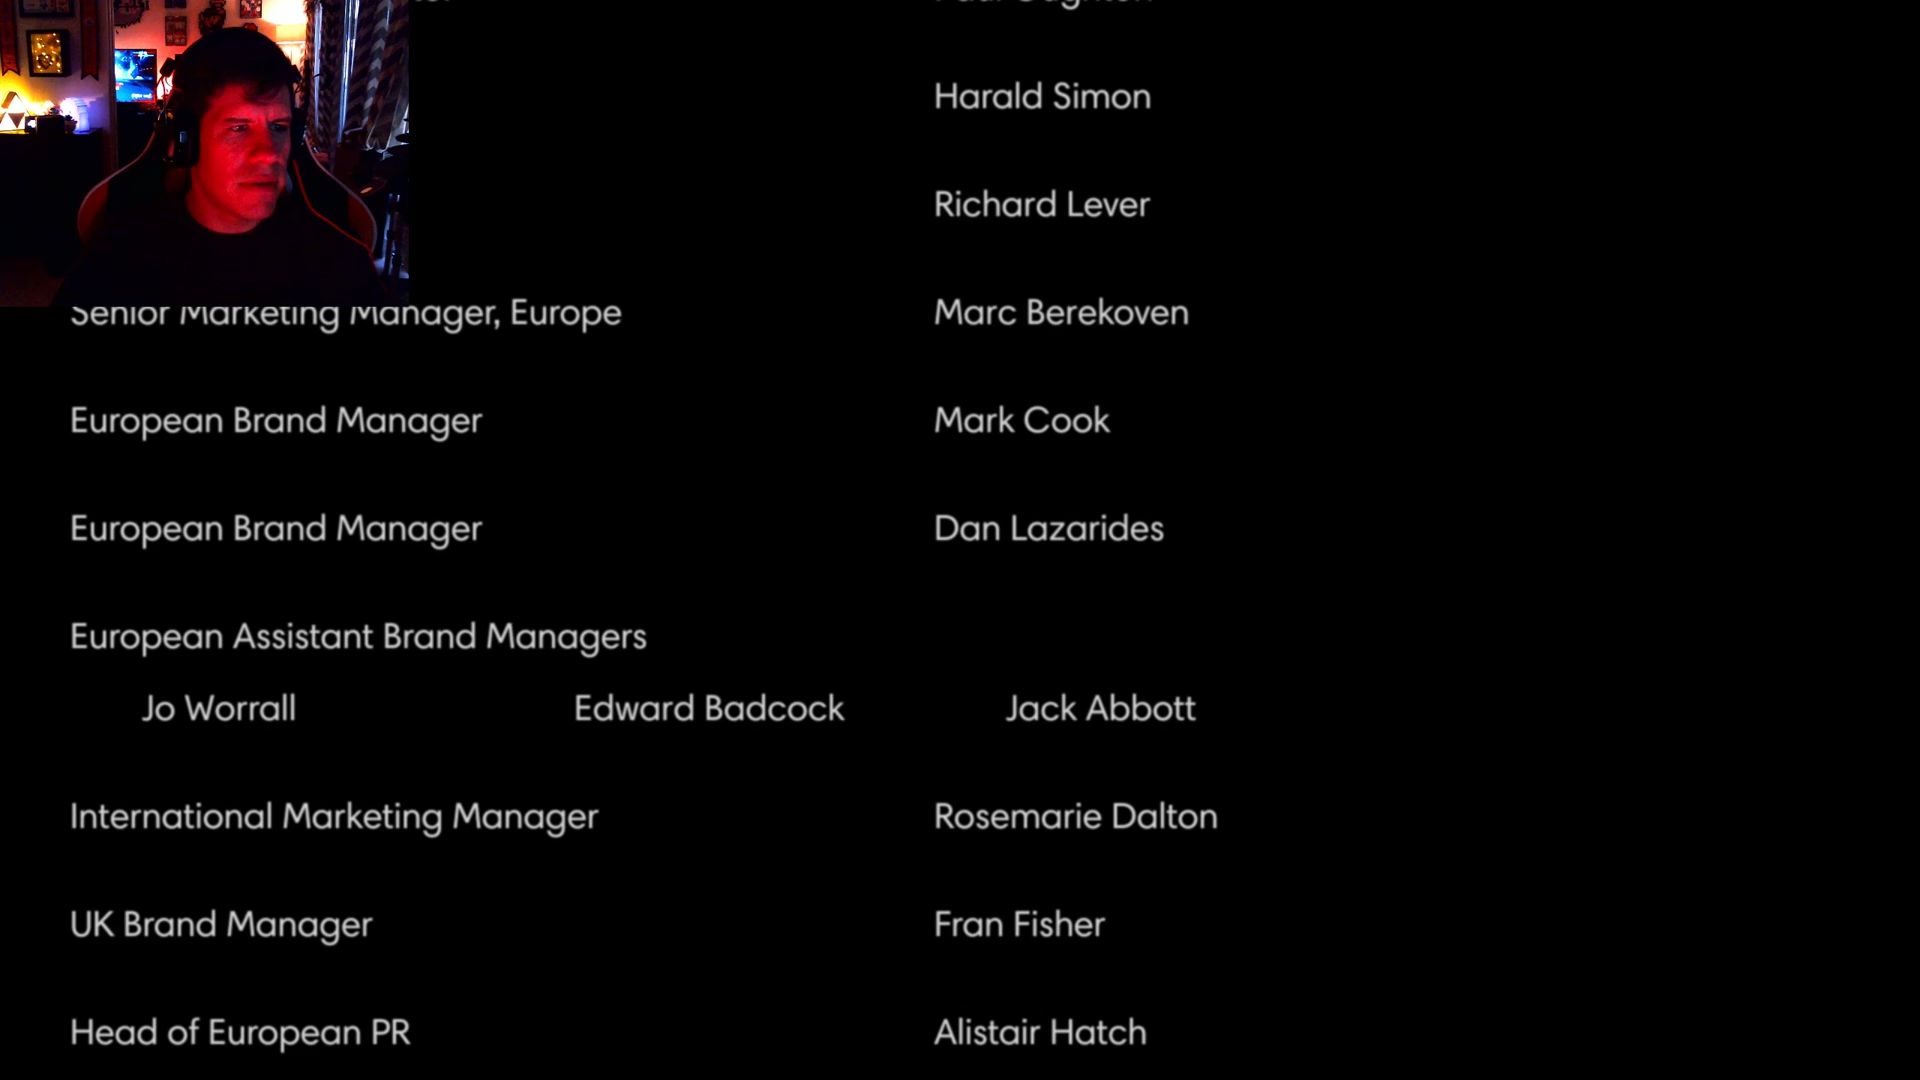 Harald Simon
Richard Lever
Senior Marketing Manager, Europe Marc Berekoven
European Brand Manager Mark Cook
European Brand Manager Dan Lazarides
European Assistant Brand Managers
Jo Worrall Edward Badcock Jack Abbott
International Marketing Manager Rosemarie Dalton
UK Brand Manager Fran Fisher
Head of European PR Alistair Hatch